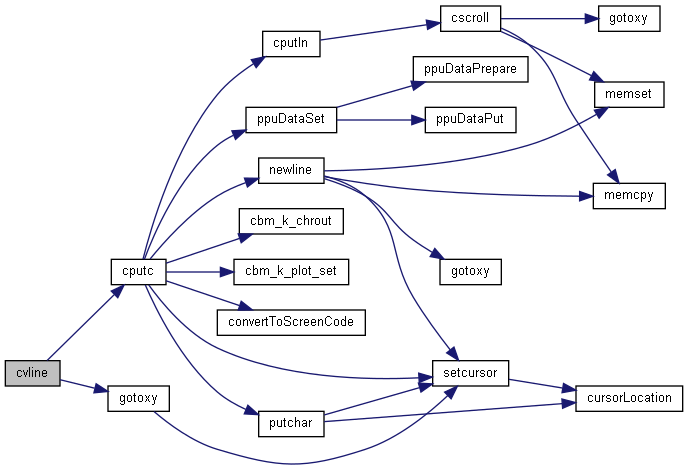 cscroll
gotoxy
cputln
ppuDataPrepare
memset
ppuDataSet
ppuDataPut
newline
memcpy
cbm_k_chrout
cputc
cbm_k_plot_set
gotoxy
convertToScreenCode
cvline
setcursor
gotoxy
cursorLocation
putchar